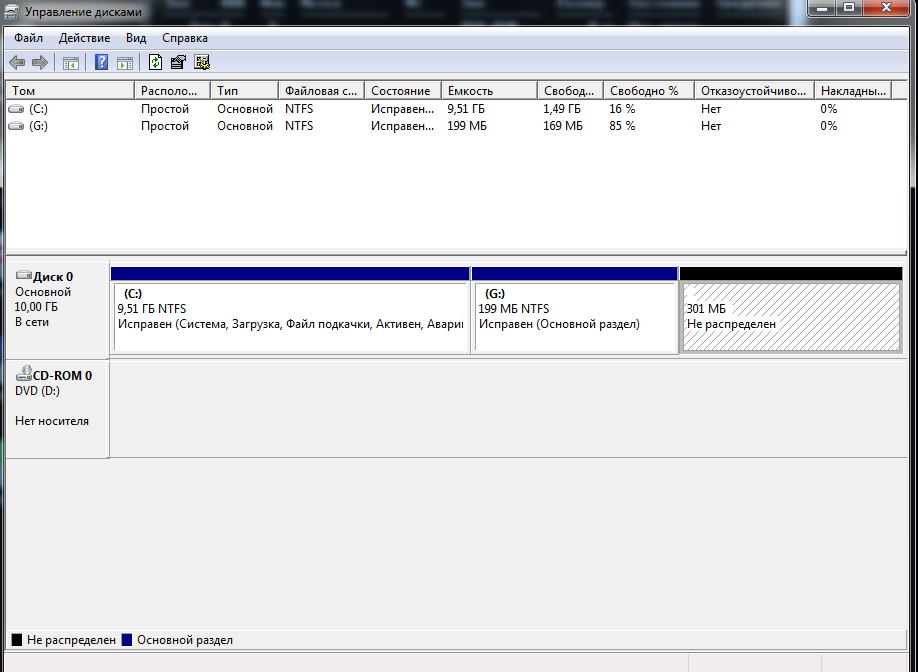 Управление дисками
Файл Действие Вид Справка
Том Располо... Тип Файловая с... Состояние Емкость Свобод... Свободно % Отказоустойчиво... Накладны...
(C:) Простой Основной NTFS Исправен... 9,51 ГБ 1,49 ГБ 16 % Нет 0%
(G:) Простой Основной NTFS Исправен... 199 МБ 169 МБ 85 % Нет 0%
Диск 0
Основной
10,00 ГБ
В сети
(C:)
9,51 ГБ NTFS
Исправен (Система, Загрузка, Файл подкачки, Активен, Авари
(G:)
199 МБ NTFS
Исправен (Основной раздел)
301 МБ
Не распределен
CD-ROM 0
DVD (D:)
Нет носителя
Не распределен Основной раздел